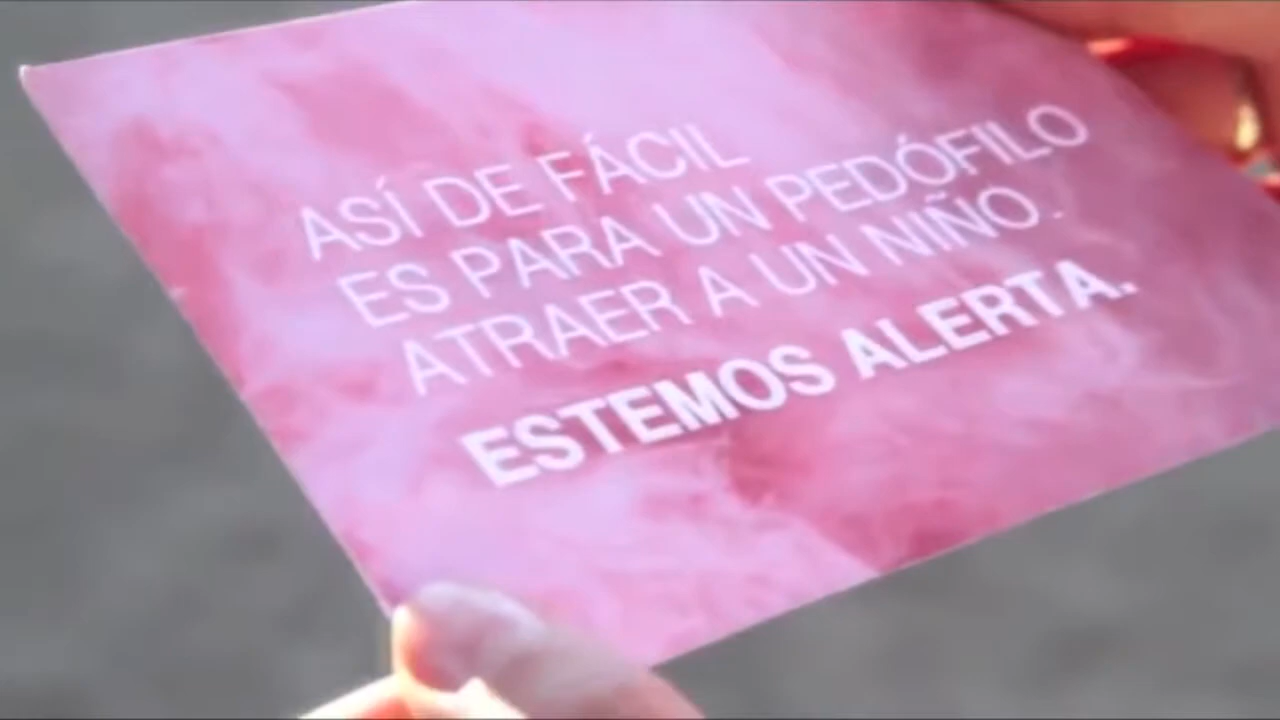 ASÍ DE FÁCIL
ES PARA UN PEDÓFILO
ATRAER A UN NIÑO.
ESTEMOS ALERTA.